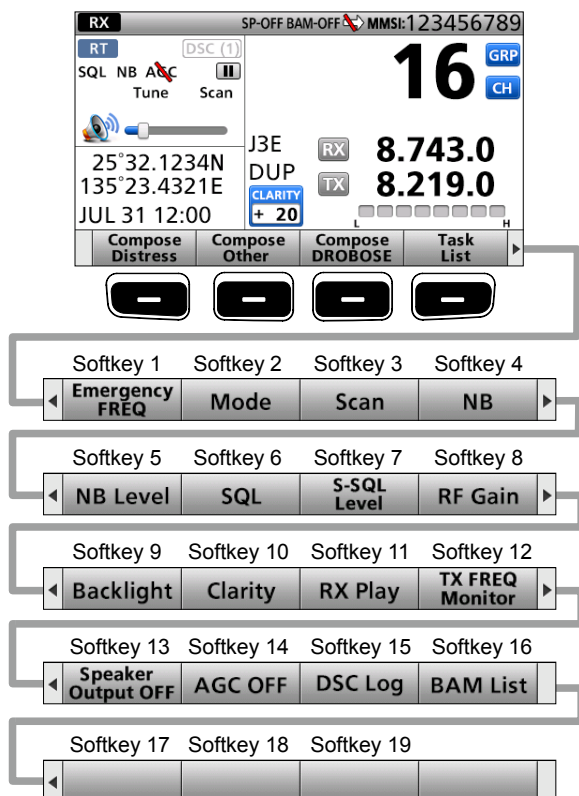 RX SP-OFF BAM-OFF MMSI:123456789
RT DSC (1)
SQL NB AGC
Tune Scan
16 GRP
CH
25°32.1234N
135°23.4321E
JUL 31 12:00
J3E RX 8.743.0
DUP TX 8.219.0
CLARITY
+ 20
L H
Compose Distress
Compose Other
Compose DROBOSE
Task List
Softkey 1 Softkey 2 Softkey 3 Softkey 4
Emergency FREQ
Mode
Scan
NB
Softkey 5 Softkey 6 Softkey 7 Softkey 8
NB Level
SQL
S-SQL Level
RF Gain
Softkey 9 Softkey 10 Softkey 11 Softkey 12
Backlight
Clarity
RX Play
TX FREQ Monitor
Softkey 13 Softkey 14 Softkey 15 Softkey 16
Speaker Output OFF
AGC OFF
DSC Log
BAM List
Softkey 17 Softkey 18 Softkey 19